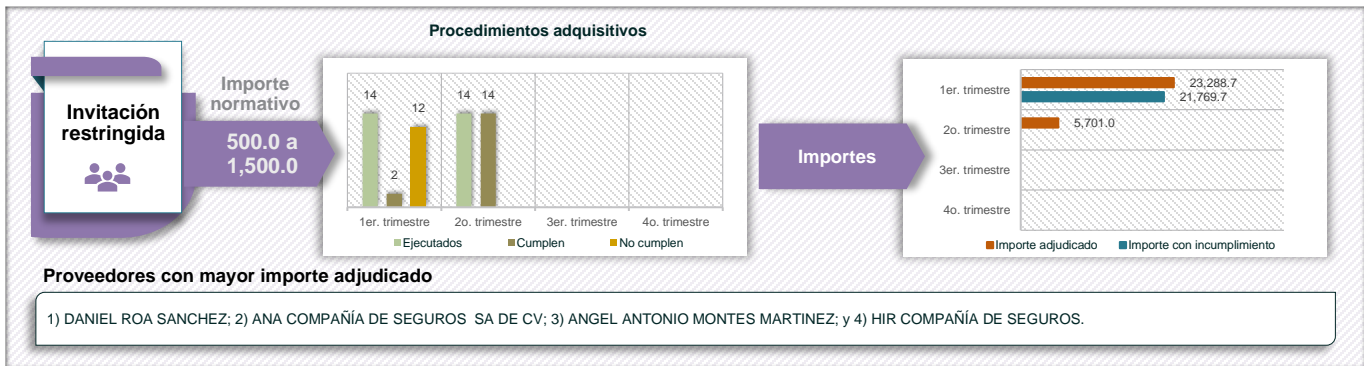 Procedimientos adquisitivos
Invitación
restringida
Importe
normativo
500.0 a
1,500.0
14
2
12
14
14
1er. trimestre
2o. trimestre
3er. trimestre
4o. trimestre
Ejecutados
Cumplen
No cumplen
Importes
1er. trimestre
23,288.7
21,769.7
2o. trimestre
5,701.0
3er. trimestre
4o. trimestre
Importe adjudicado
Importe con incumplimiento
Proveedores con mayor importe adjudicado
1) DANIEL ROA SANCHEZ; 2) ANA COMPAÑÍA DE SEGUROS  SA DE CV; 3) ANGEL ANTONIO MONTES MARTINEZ; y 4) HIR COMPAÑÍA DE SEGUROS.